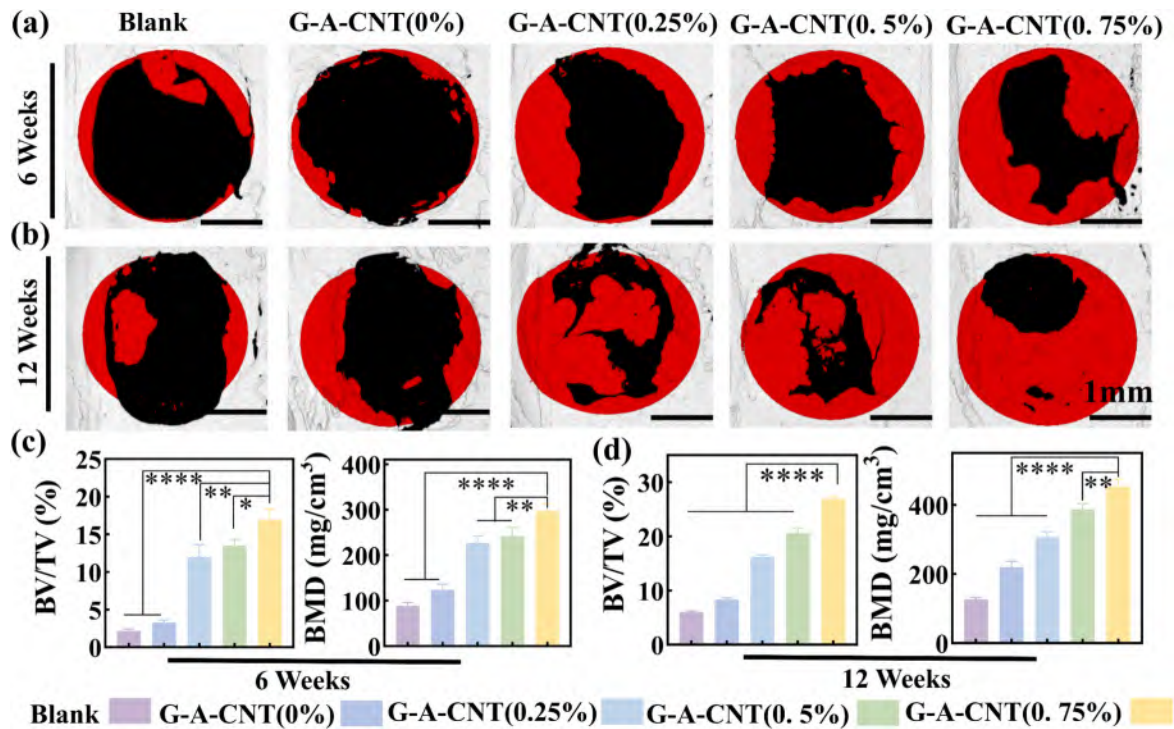 (a) Blank G-A-CNT(0%) G-A-CNT(0.25%) G-A-CNT(0. 5%) G-A-CNT(0. 75%)
6 Weeks
(b)
12 Weeks
1mm
(c)
BV/TV (%)
25
20
15
10
5
0
****
**
*
BMD (mg/cm³)
400
300
200
100
0
****
**
6 Weeks
(d)
BV/TV (%)
30
20
10
0
****
BMD (mg/cm³)
400
200
0
****
**
12 Weeks
Blank G-A-CNT(0%) G-A-CNT(0.25%) G-A-CNT(0. 5%) G-A-CNT(0. 75%)